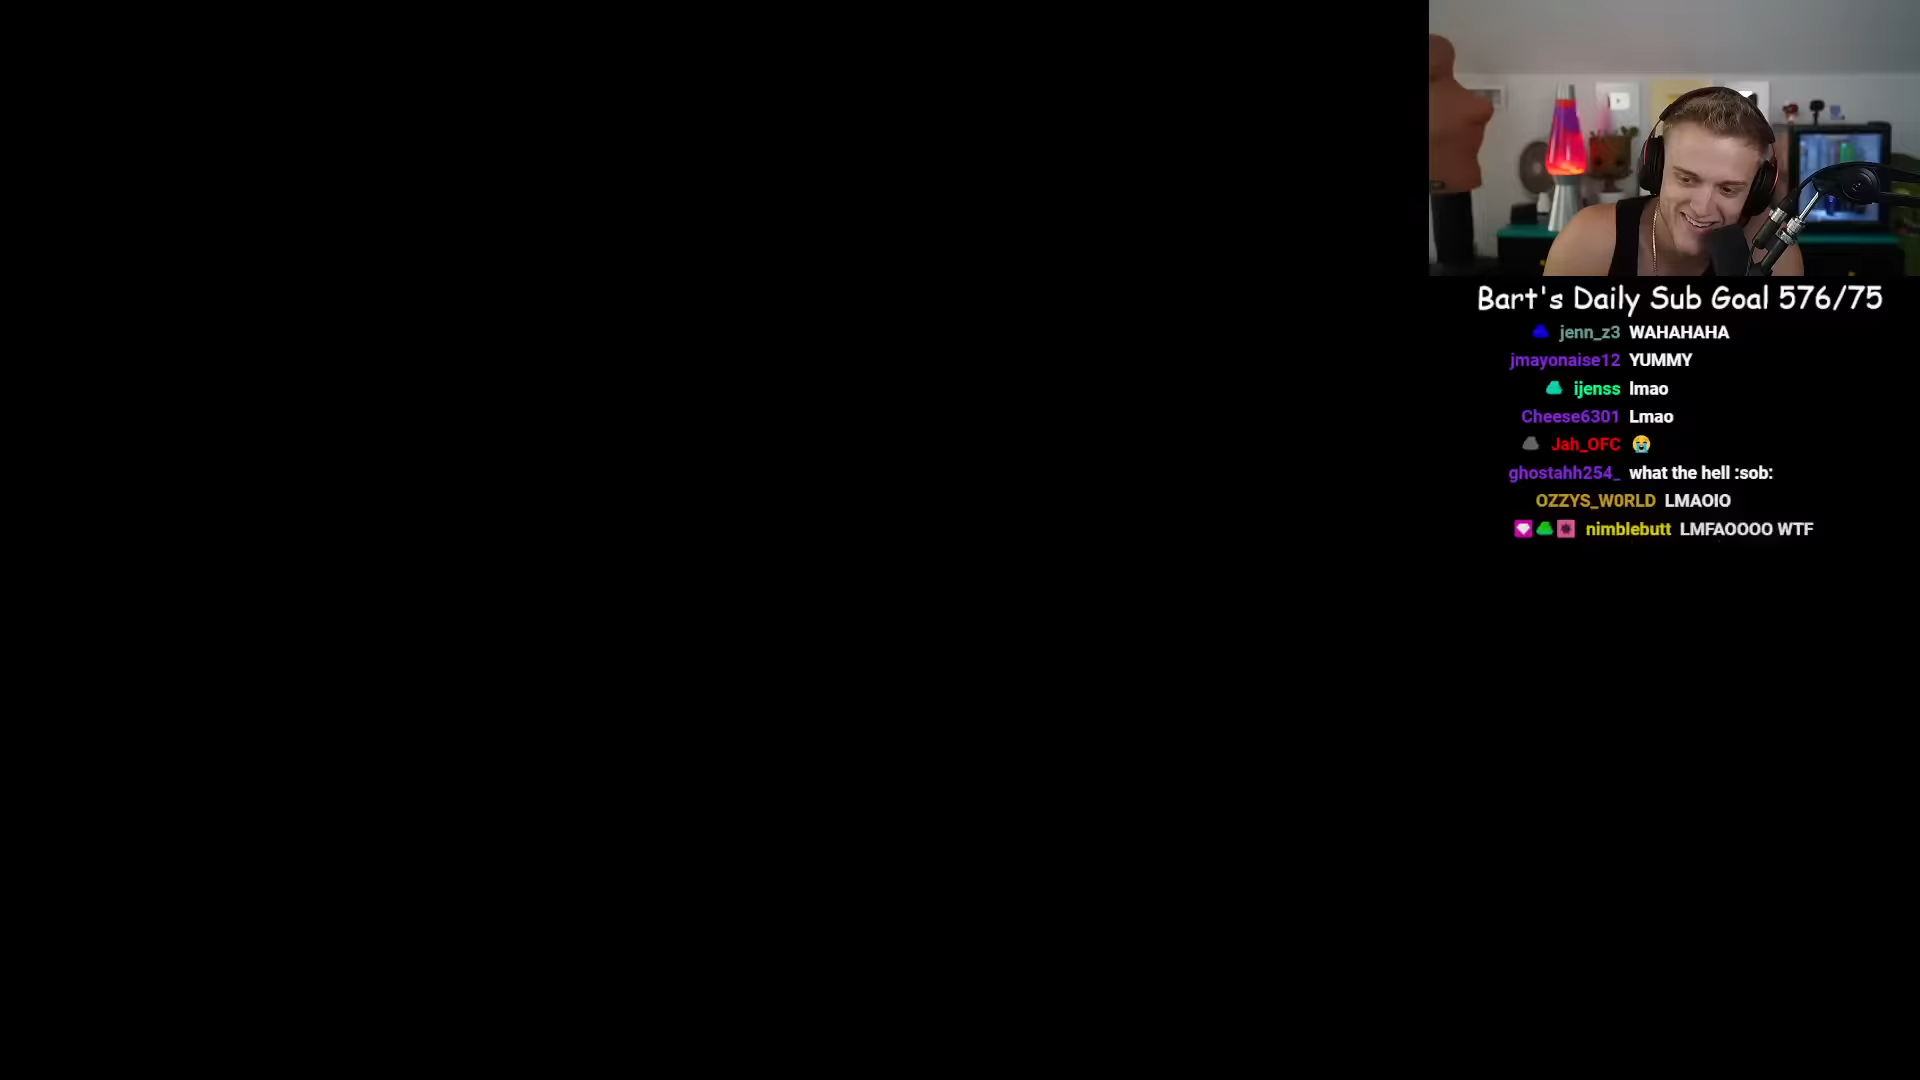 Bart's Daily Sub Goal 576/75
jenn_z3 WAHAHAHA
jmayonaise12 YUMMY
ijenss lmao
Cheese6301 Lmao
Jah_OFC 😭
ghostahh254_ what the hell :sob:
OZZYS_W0RLD LMAOIO
nimblebutt LMFAOOOO WTF